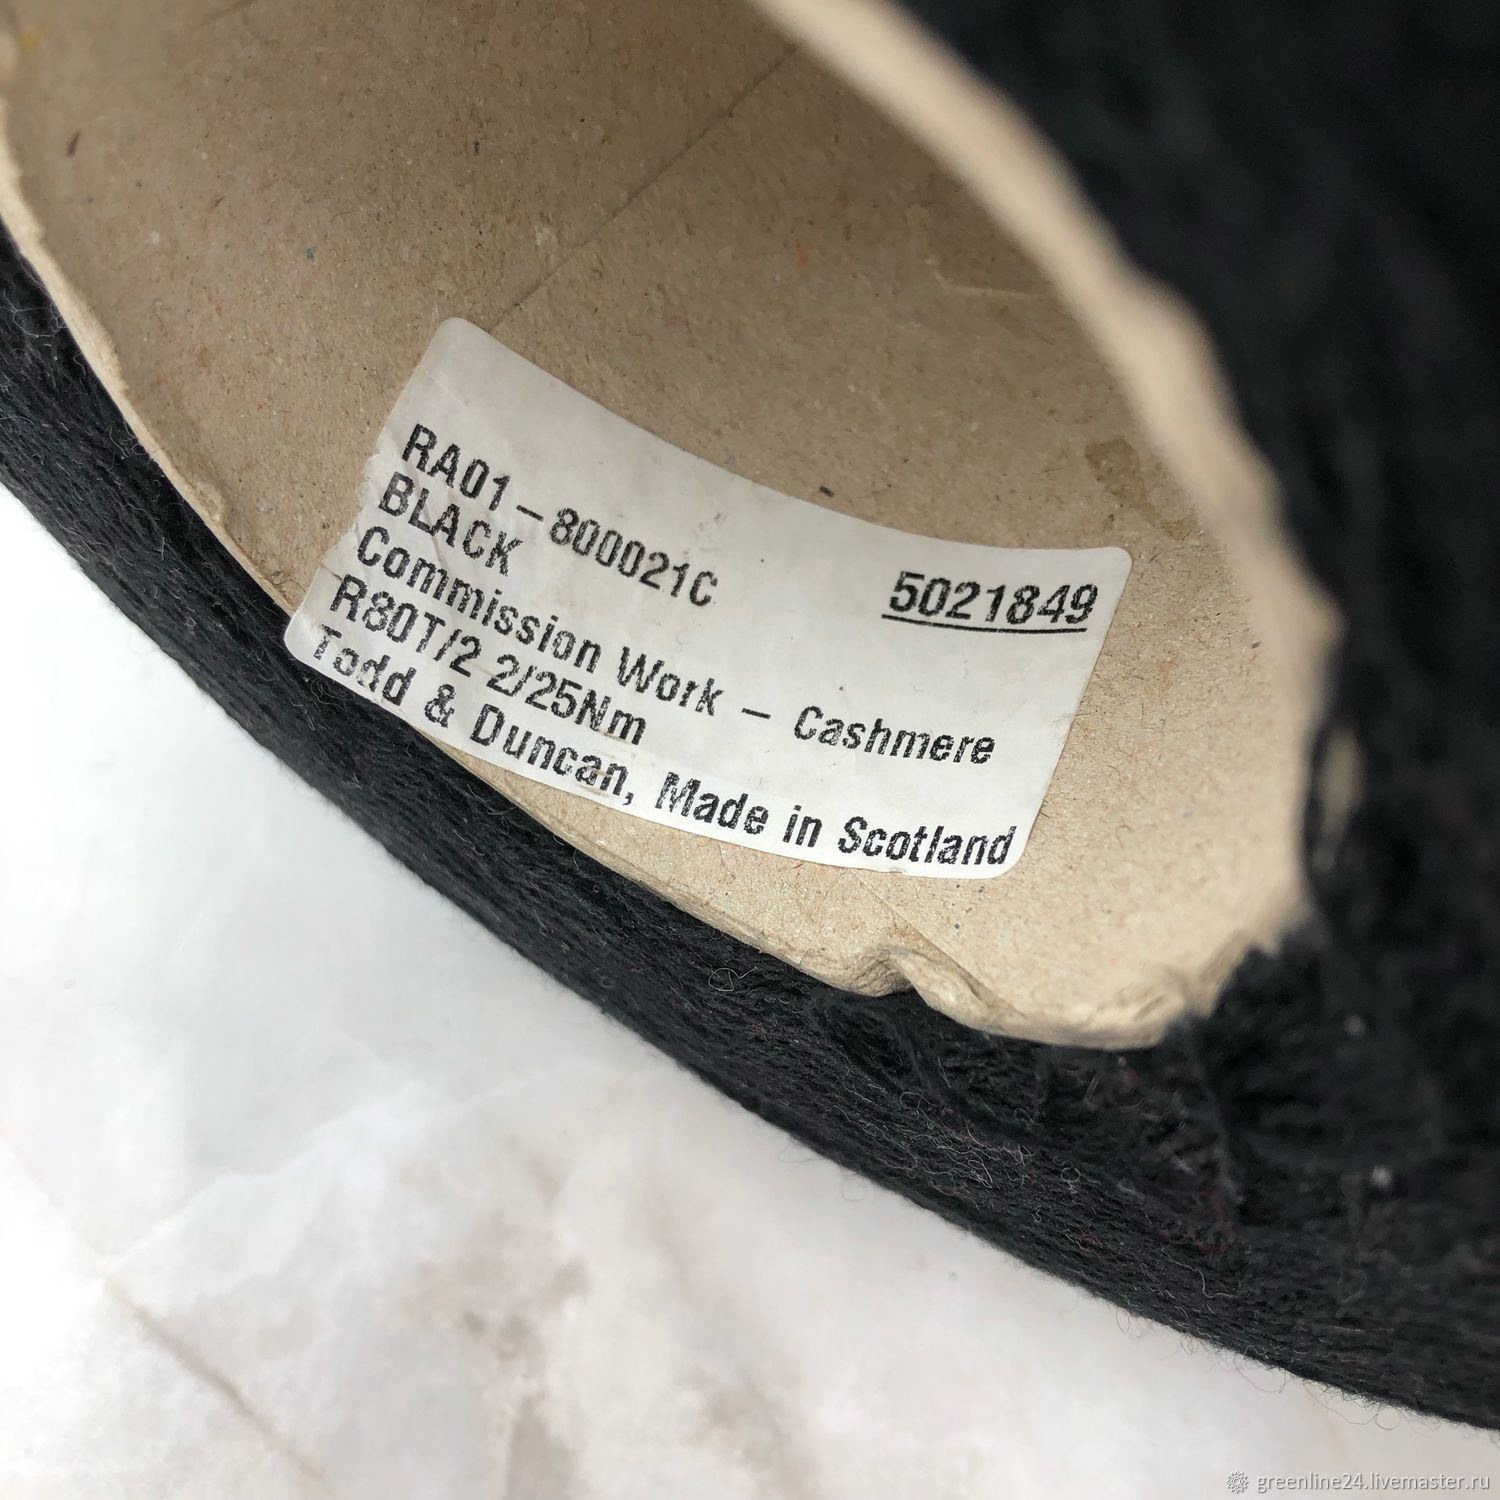 RA01 – 800021C
5021849
BLACK
Commission Work – Cashmere
R80T/2 2/25Nm
Todd & Duncan, Made in Scotland
greenline24.livemaster.ru